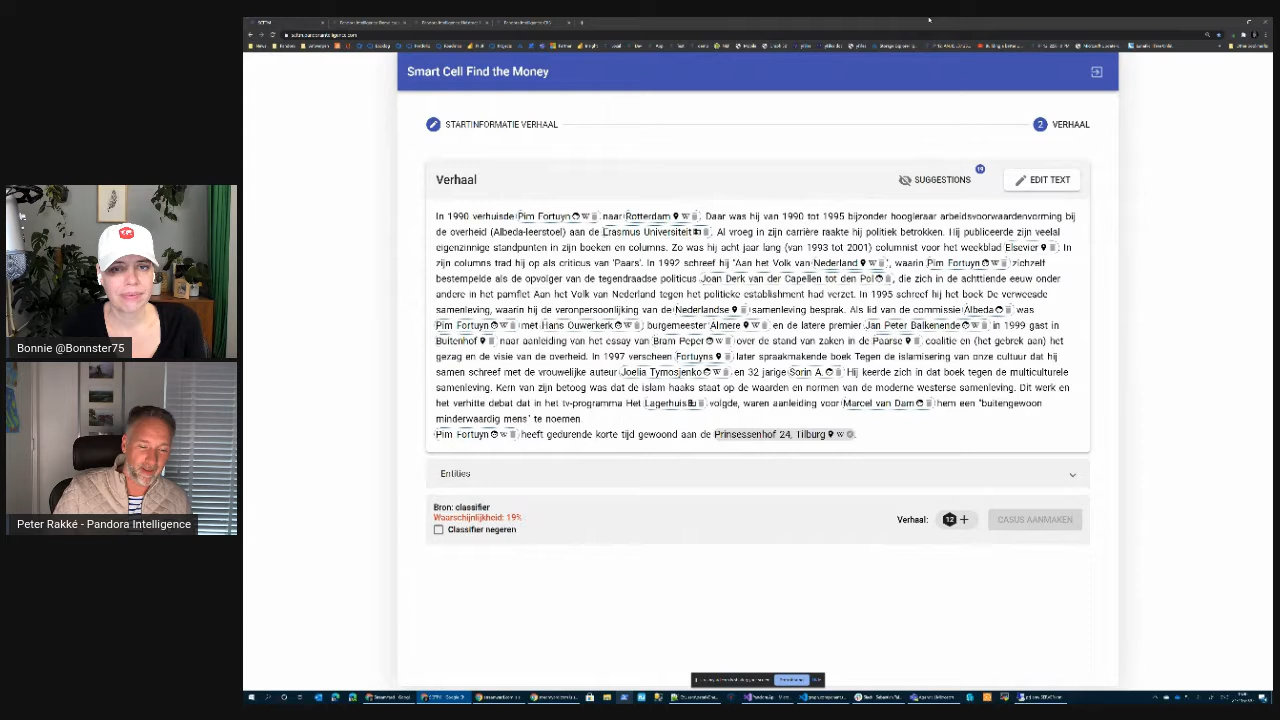 SCFTM
Pandora Intelligence
Pandora Intelligence
Pandora Intelligence
Smart Cell Find the Money
STARTINFORMATIE VERHAAL
2 VERHAAL
Verhaal
SUGGESTIONS
EDIT TEXT
In 1990 verhuisde Pim Fortuyn naar Rotterdam . Daar was hij van 1990 tot 1995 bijzonder hoogleraar arbeidsvoorwaardenvorming bij
de overheid (Albeda-leerstoel) aan de Erasmus Universiteit . Al vroeg in zijn carrière raakte hij politiek betrokken. Hij publiceerde zijn veelal
eigenzinnige standpunten in zijn boeken en columns. Zo was hij acht jaar lang (van 1993 tot 2001) columnist voor het weekblad Elsevier . In
zijn columns trad hij op als criticus van 'Paars'. In 1992 schreef hij "Aan het Volk van Nederland ", waarin Pim Fortuyn zichzelf
bestempelde als de opvolger van de tegendraadse politicus Joan Derk van der Capellen tot den Pol , die zich in de achttiende eeuw onder
andere in het pamflet Aan het Volk van Nederland tegen het politieke establishment had verzet. In 1995 schreef hij het boek De verweesde
samenleving, waarin hij de veronpersoonlijking van de Nederlandse samenleving besprak. Als lid van de commissie Albeda was
Pim Fortuyn met Hans Ouwerkerk burgemeester Almere en de latere premier Jan Peter Balkenende in 1999 gast in
Buitenhof naar aanleiding van het essay van Bram Peper over de stand van zaken in de Paarse coalitie en (het gebrek aan) het
gezag en de visie van de overheid. In 1997 verscheen Fortuyns later spraakmakende boek Tegen de islamisering van onze cultuur dat hij
samen schreef met de vrouwelijke auteur Joelia Tymosjenko en 32 jarige Sorin A. Hij keerde zich in dat boek tegen de multiculturele
samenleving. Kern van zijn betoog was dat de islam haaks staat op de waarden en normen van de moderne westerse samenleving. Dit werk en
het verhitte debat dat in het tv-programma Het Lagerhuis volgde, waren aanleiding voor Marcel van Dam hem een "buitengewoon
minderwaardig mens" te noemen
Pim Fortuyn heeft gedurende korte tijd gewoond aan de Prinsessenhof 24, Tilburg .
Entities
Bron: classifier
Waarschijnlijkheid: 19%
Classifier negeren
Verhaal: 12 +
CASUS AANMAKEN
Bonnie @Bonnster75
Peter Rakké - Pandora Intelligence